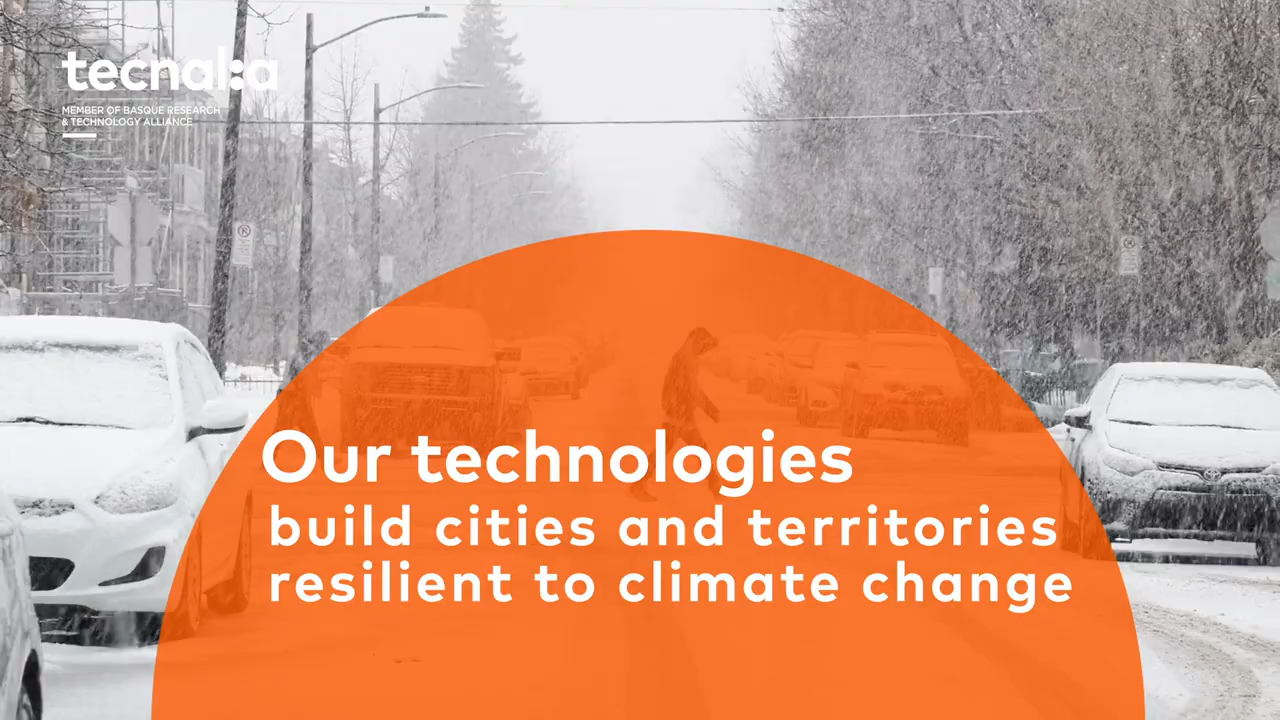 tecnal:a
MEMBER OF BASQUE RESEARCH
& TECHNOLOGY ALLIANCE
Our technologies
build cities and territories
resilient to climate change